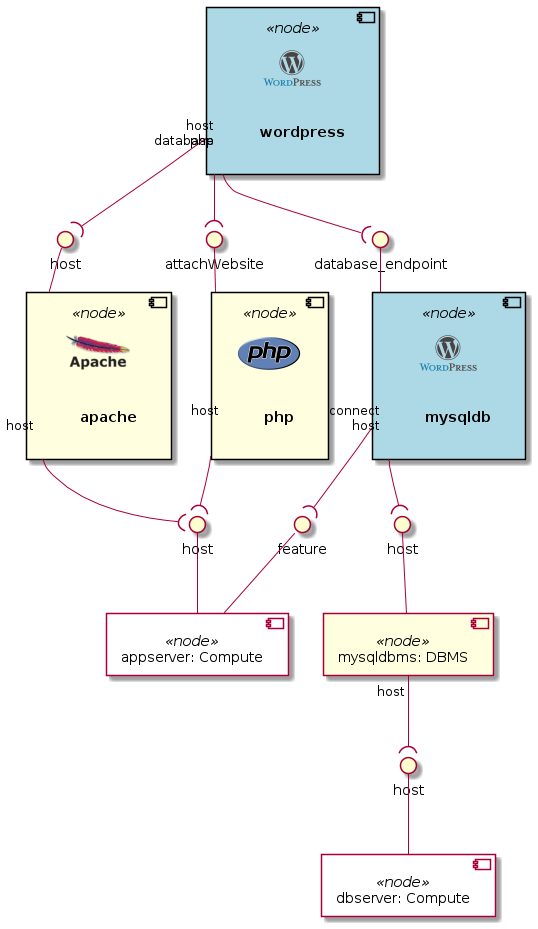 «node»
WORDPRESS
wordpress
host
database
php
host
attachWebsite
database_endpoint
«node»
Apache
apache
host
«node»
php
php
host
«node»
WORDPRESS
mysqldb
connect
host
host
feature
host
«node»
appserver: Compute
«node»
mysqldbms: DBMS
host
host
«node»
dbserver: Compute